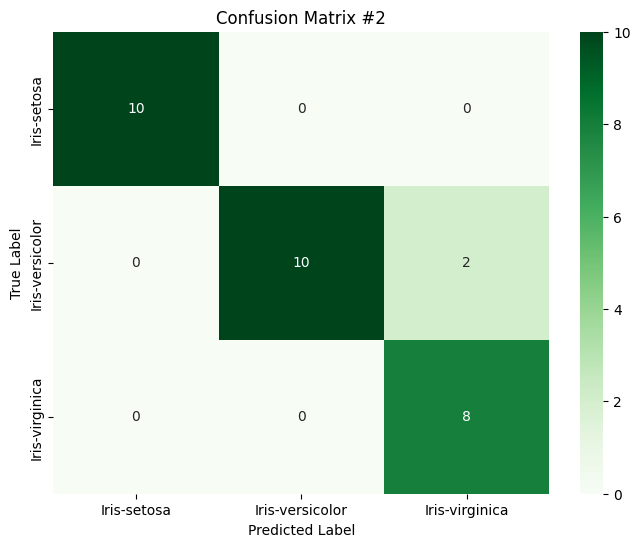 Confusion Matrix #2
True Label
Iris-setosa
10 0 0
Iris-versicolor
0 10 2
Iris-virginica
0 0 8
Iris-setosa Iris-versicolor Iris-virginica
Predicted Label
10
8
6
4
2
0